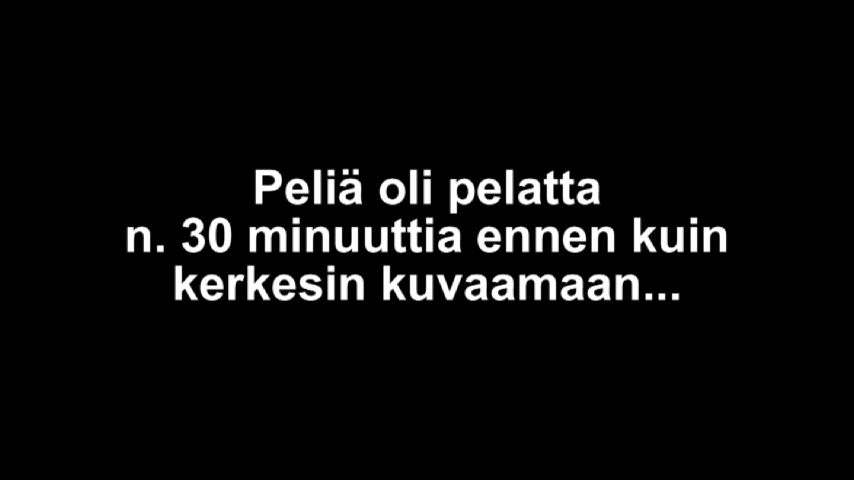 Peliä oli pelatta
n. 30 minuuttia ennen kuin
kerkesin kuvaamaan...